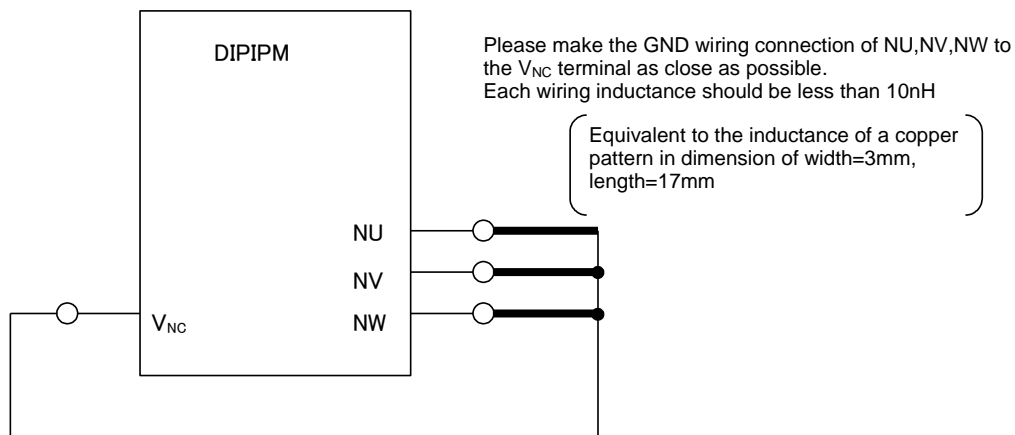 DIPIPM
Please make the GND wiring connection of NU,NV,NW to
the VNC terminal as close as possible.
Each wiring inductance should be less than 10nH
Equivalent to the inductance of a copper
pattern in dimension of width=3mm,
length=17mm
NU
NV
VNC
NW